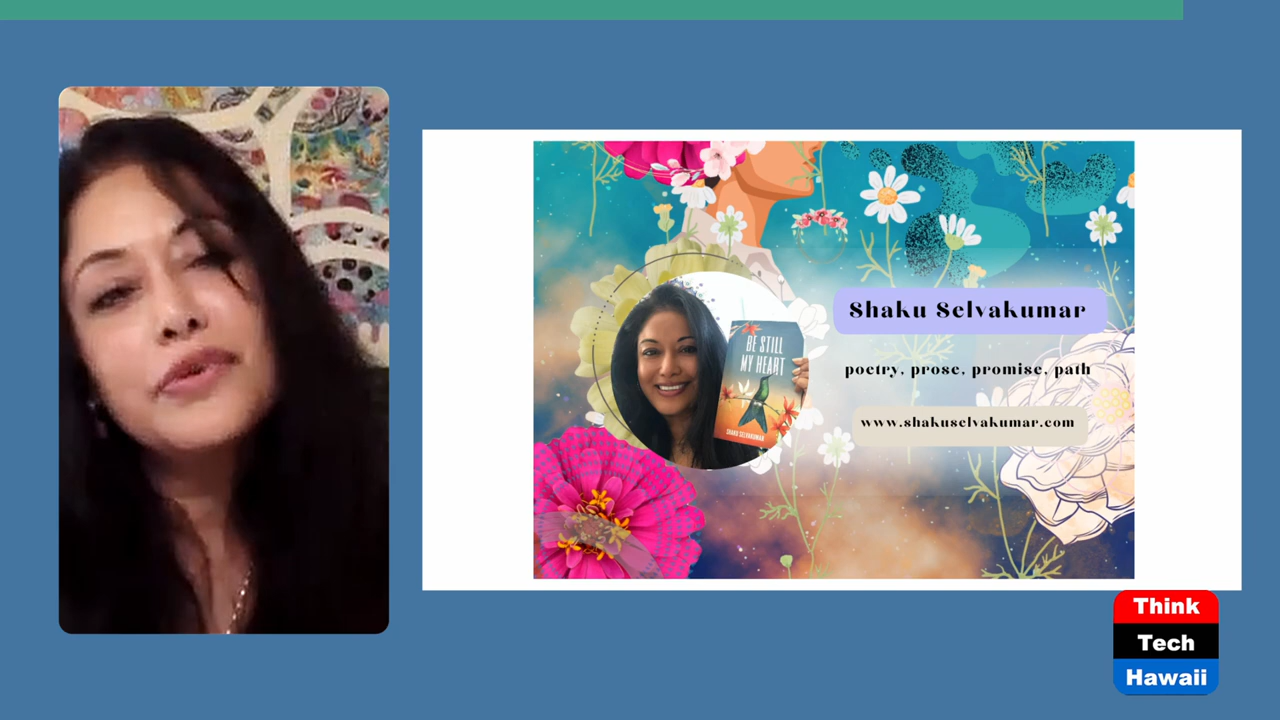 BE STILL
MY HEART
SHAKU SELVAKUMAR
Shaku Selvakumar
poetry, prose, promise, path
www.shakuselvakumar.com
Think
Tech
Hawaii